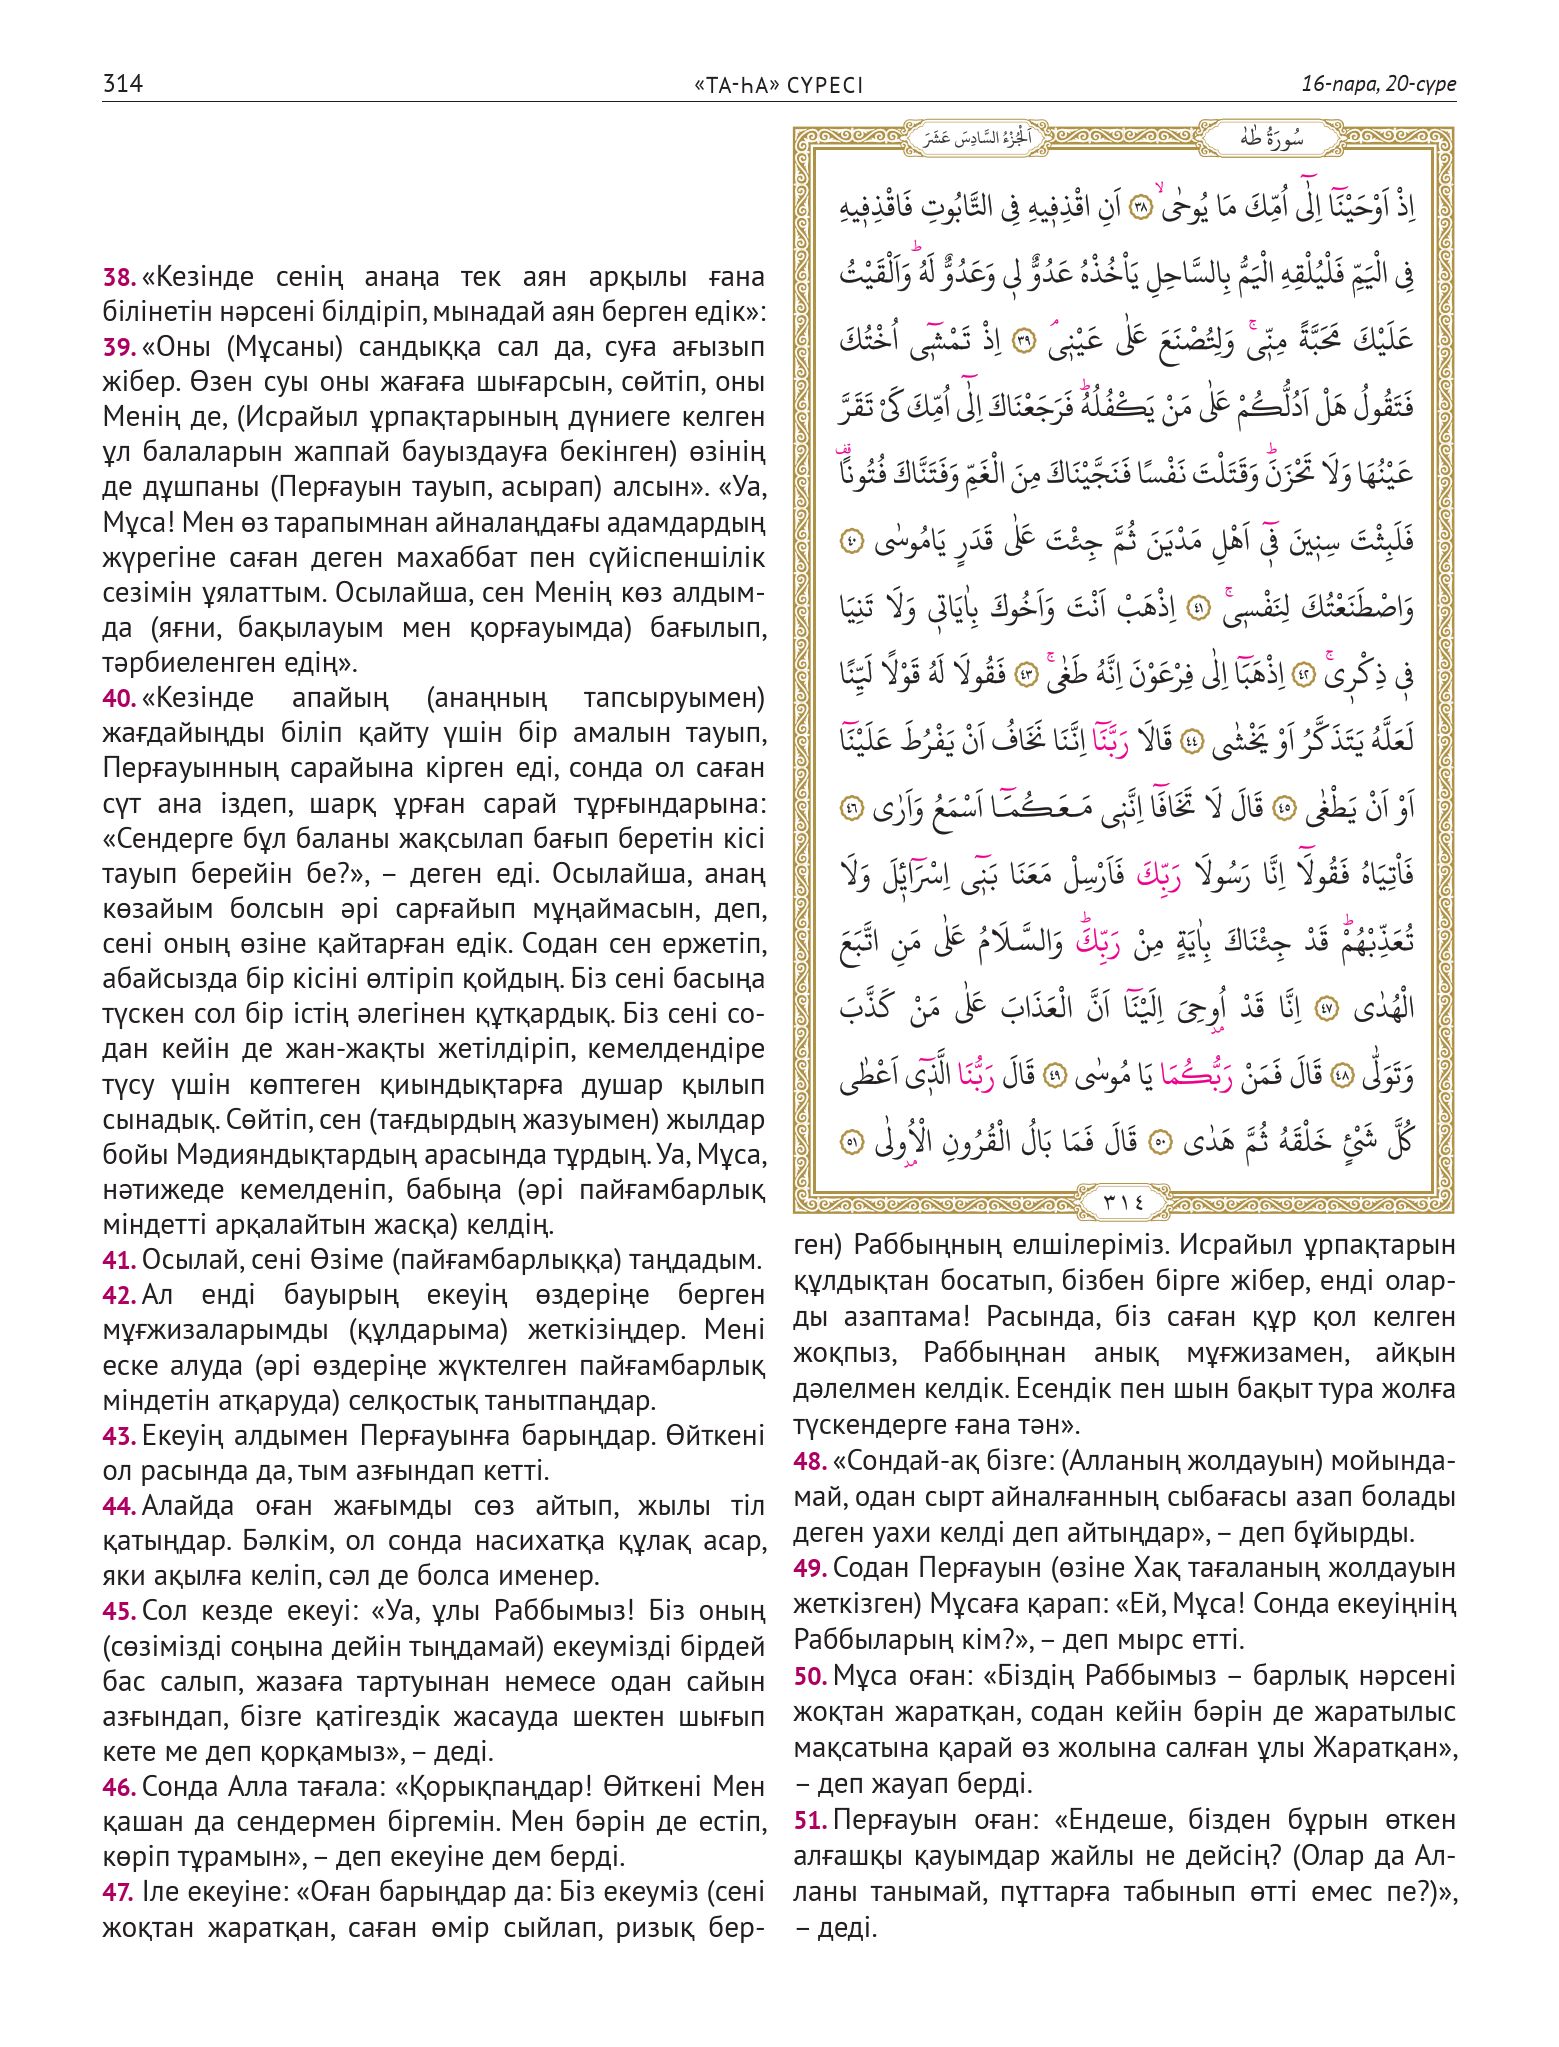 314
«ТА-ҺА» СҮРЕСІ
16-пара, 20-сүре
38. «Кезінде сенің анаңа тек аян арқылы ғана
білінетін нәрсені білдіріп, мынадай аян берген едік»:
39. «Оны (Мұсаны) сандыққа сал да, суға ағызып
жібер. Өзен суы оны жағаға шығарсын, сөйтіп, оны
Менің де, (Исрайыл ұрпақтарының дүниеге келген
ұл балаларын жаппай бауыздауға бекінген) өзінің
де дұшпаны (Перғауын тауып, асырап) алсын». «Уа,
Мұса! Мен өз тарапымнан айналаңдағы адамдардың
жүрегіне саған деген махаббат пен сүйіспеншілік
сезімін ұялаттым. Осылайша, сен Менің көз алдым-
да (яғни, бақылауым мен қорғауымда) бағылып,
тәрбиеленген едің».
40. «Кезінде апайың (анаңның тапсыруымен)
жағдайыңды біліп қайту үшін бір амалын тауып,
Перғауынның сарайына кірген еді, сонда ол саған
сүт ана іздеп, шарқ ұрған сарай тұрғындарына:
«Сендерге бұл баланы жақсылап бағып беретін кісі
тауып берейін бе?», – деген еді. Осылайша, анаң
көзайым болсын әрі сарғайып мұңаймасын, деп,
сені оның өзіне қайтарған едік. Содан сен ержетіп,
абайсызда бір кісіні өлтіріп қойдың. Біз сені басыңа
түскен сол бір істің әлегінен құтқардық. Біз сені со-
дан кейін де жан-жақты жетілдіріп, кемелдендіре
түсу үшін көптеген қиындықтарға душар қылып
сынадық. Сөйтіп, сен (тағдырдың жазуымен) жылдар
бойы Мәдияндықтардың арасында тұрдың. Уа, Мұса,
нәтижеде кемелденіп, бабыңа (әрі пайғамбарлық
міндетті арқалайтын жасқа) келдің.
41. Осылай, сені Өзіме (пайғамбарлыққа) таңдадым.
42. Ал енді бауырың екеуің өздеріңе берген
мұғжизаларымды (құлдарыма) жеткізіңдер. Мені
еске алуда (әрі өздеріңе жүктелген пайғамбарлық
міндетін атқаруда) селқостық танытпаңдар.
43. Екеуің алдымен Перғауынға барыңдар. Өйткені
ол расында да, тым азғындап кетті.
44. Алайда оған жағымды сөз айтып, жылы тіл
қатыңдар. Бәлкім, ол сонда насихатқа құлақ асар,
яки ақылға келіп, сәл де болса именер.
45. Сол кезде екеуі: «Уа, ұлы Раббымыз! Біз оның
(сөзімізді соңына дейін тыңдамай) екеумізді бірдей
бас салып, жазаға тартуынан немесе одан сайын
азғындап, бізге қатігездік жасауда шектен шығып
кете ме деп қорқамыз», – деді.
46. Сонда Алла тағала: «Қорықпаңдар! Өйткені Мен
қашан да сендермен біргемін. Мен бәрін де естіп,
көріп тұрамын», – деп екеуіне дем берді.
47. Іле екеуіне: «Оған барыңдар да: Біз екеуміз (сені
жоқтан жаратқан, саған өмір сыйлап, ризық бер-
سُورَةُ طٰهٰ
اَلْجُزْءُ السَّادِسَ عَشَرَ
اِذْ اَوْحَيْنَٓا اِلٰٓى اُمِّكَ مَا يُوحٰىۙ ﴿٣٨﴾ اَنِ اقْذِف۪يهِ فِي التَّابُوتِ فَاقْذِف۪يهِ
فِي الْيَمِّ فَلْيُلْقِهِ الْيَمُّ بِالسَّاحِلِ يَأْخُذْهُ عَدُوٌّ ل۪ي وَعَدُوٌّ لَهُۜ وَاَلْقَيْتُ
عَلَيْكَ مَحَبَّةً مِنّ۪يۚ وَلِتُصْنَعَ عَلٰى عَيْن۪يۢ ﴿٣٩﴾ اِذْ تَمْش۪ٓي اُخْتُكَ
فَتَقُولُ هَلْ اَدُلُّكُمْ عَلٰى مَنْ يَكْفُلُهُۜ فَرَجَعْنَاكَ اِلٰٓى اُمِّكَ كَيْ تَقَرَّ
عَيْنُهَا وَلَا تَحْزَنَۜ وَقَتَلْتَ نَفْسًا فَنَجَّيْنَاكَ مِنَ الْغَمِّ وَفَتَنَّاكَ فُتُونًا۠
فَلَبِثْتَ سِن۪ينَ ف۪ٓي اَهْلِ مَدْيَنَ ثُمَّ جِئْتَ عَلٰى قَدَرٍ يَامُوسٰى ﴿٤٠﴾
وَاصْطَنَعْتُكَ لِنَفْس۪يۚ ﴿٤١﴾ اِذْهَبْ اَنْتَ وَاَخُوكَ بِاٰيَات۪ي وَلَا تَنِيَا
ف۪ي ذِكْر۪يۚ ﴿٤٢﴾ اِذْهَبَٓا اِلٰى فِرْعَوْنَ اِنَّهُ طَغٰىۚ ﴿٤٣﴾ فَقُولَا لَهُ قَوْلًا لَيِّنًا
لَعَلَّهُ يَتَذَكَّرُ اَوْ يَخْشٰى ﴿٤٤﴾ قَالَا رَبَّنَٓا اِنَّنَا نَخَافُ اَنْ يَفْرُطَ عَلَيْنَٓا
اَوْ اَنْ يَطْغٰى ﴿٤٥﴾ قَالَ لَا تَخَافَٓا اِنَّن۪ي مَعَكُمَٓا اَسْمَعُ وَاَرٰى ﴿٤٦﴾
فَأْتِيَاهُ فَقُولَٓا اِنَّا رَسُولَا رَبِّكَ فَاَرْسِلْ مَعَنَا بَن۪ٓي اِسْرَٓائ۪لَ وَلَا
تُعَذِّبْهُمْۜ قَدْ جِئْنَاكَ بِاٰيَةٍ مِنْ رَبِّكَۜ وَالسَّلَامُ عَلٰى مَنِ اتَّبَعَ
الْهُدٰى ﴿٤٧﴾ اِنَّا قَدْ اُوحِيَ اِلَيْنَٓا اَنَّ الْعَذَابَ عَلٰى مَنْ كَذَّبَ
وَتَوَلّٰى ﴿٤٨﴾ قَالَ فَمَنْ رَبُّكُمَا يَا مُوسٰى ﴿٤٩﴾ قَالَ رَبُّنَا الَّذ۪ٓي اَعْطٰى
كُلَّ شَيْءٍ خَلْقَهُ ثُمَّ هَدٰى ﴿٥٠﴾ قَالَ فَمَا بَالُ الْقُرُونِ الْاُولٰى ﴿٥١﴾
٣١٤
ген) Раббыңның елшілеріміз. Исрайыл ұрпақтарын
құлдықтан босатып, бізбен бірге жібер, енді олар-
ды азаптама! Расында, біз саған құр қол келген
жоқпыз, Раббыңнан анық мұғжизамен, айқын
дәлелмен келдік. Есендік пен шын бақыт тура жолға
түскендерге ғана тән».
48. «Сондай-ақ бізге: (Алланың жолдауын) мойында-
май, одан сырт айналғанның сыбағасы азап болады
деген уахи келді деп айтыңдар», – деп бұйырды.
49. Содан Перғауын (өзіне Хақ тағаланың жолдауын
жеткізген) Мұсаға қарап: «Ей, Мұса! Сонда екеуіңнің
Раббыларың кім?», – деп мырс етті.
50. Мұса оған: «Біздің Раббымыз – барлық нәрсені
жоқтан жаратқан, содан кейін бәрін де жаратылыс
мақсатына қарай өз жолына салған ұлы Жаратқан»,
– деп жауап берді.
51. Перғауын оған: «Ендеше, бізден бұрын өткен
алғашқы қауымдар жайлы не дейсің? (Олар да Ал-
ланы танымай, пұттарға табынып өтті емес пе?)»,
– деді.